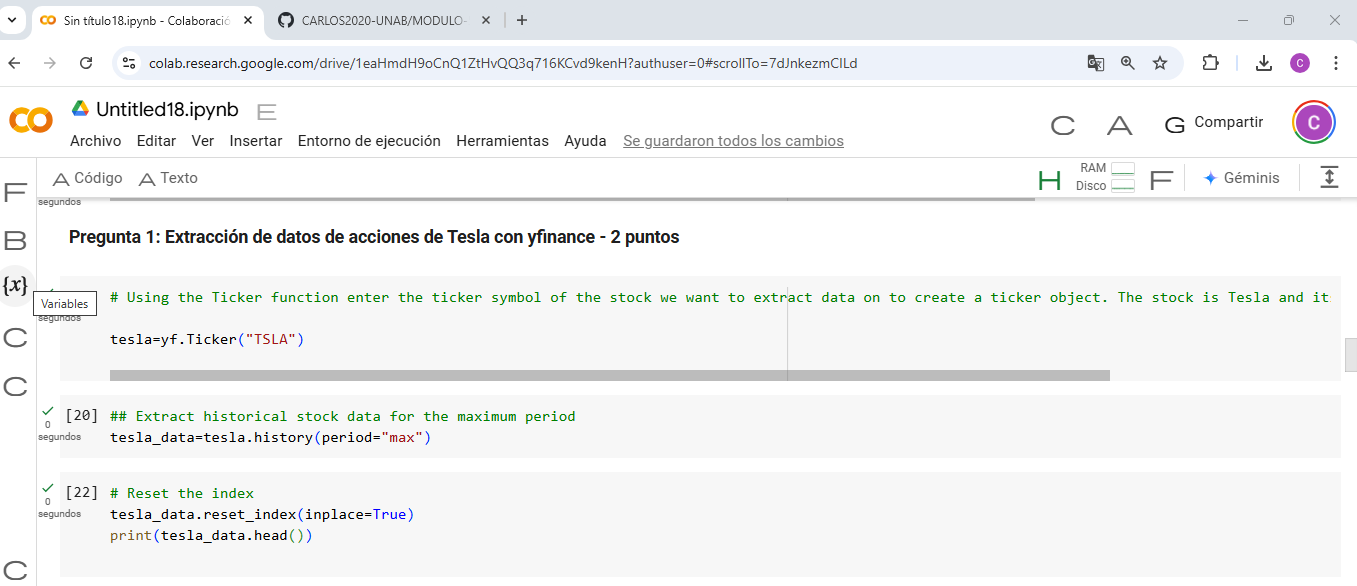 Sin título18.ipynb - Colaboració
CARLOS2020-UNAB/MODULO-
colab.research.google.com/drive/1eaHmdH9oCnQ1ZtHvQQ3q716KCvd9kenH?authuser=0#scrollTo=7dJnkezmCILd
C
Untitled18.ipynb
E
C
A
G Compartir
C
Archivo Editar Ver Insertar Entorno de ejecución Herramientas Ayuda Se guardaron todos los cambios
F
A Código A Texto
H
RAM
Disco
F
Géminis
segundos
B
{x}
Variables
C
C
C
Pregunta 1: Extracción de datos de acciones de Tesla con yfinance - 2 puntos
# Using the Ticker function enter the ticker symbol of the stock we want to extract data on to create a ticker object. The stock is Tesla and its
segundos
tesla=yf.Ticker("TSLA")
[20] ## Extract historical stock data for the maximum period
0
segundos
tesla_data=tesla.history(period="max")
[22] # Reset the index
0
segundos
tesla_data.reset_index(inplace=True)
print(tesla_data.head())